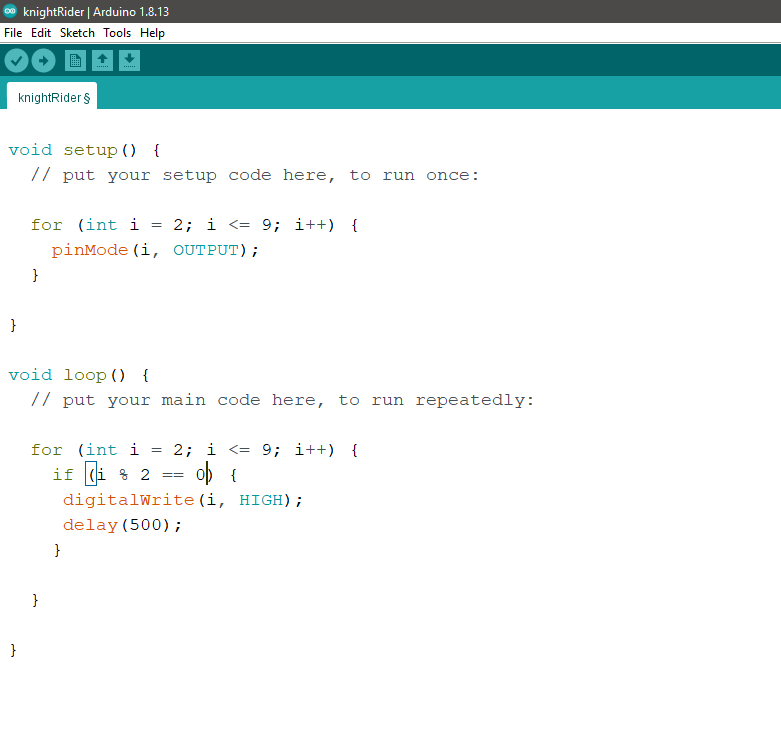 knightRider | Arduino 1.8.13
File Edit Sketch Tools Help
knightRider §
void setup() {
  // put your setup code here, to run once:
  for (int i = 2; i <= 9; i++) {
    pinMode(i, OUTPUT);
  }
}
void loop() {
  // put your main code here, to run repeatedly:
  for (int i = 2; i <= 9; i++) {
    if (i % 2 == 0) {
     digitalWrite(i, HIGH);
     delay(500);
    }
  }
}